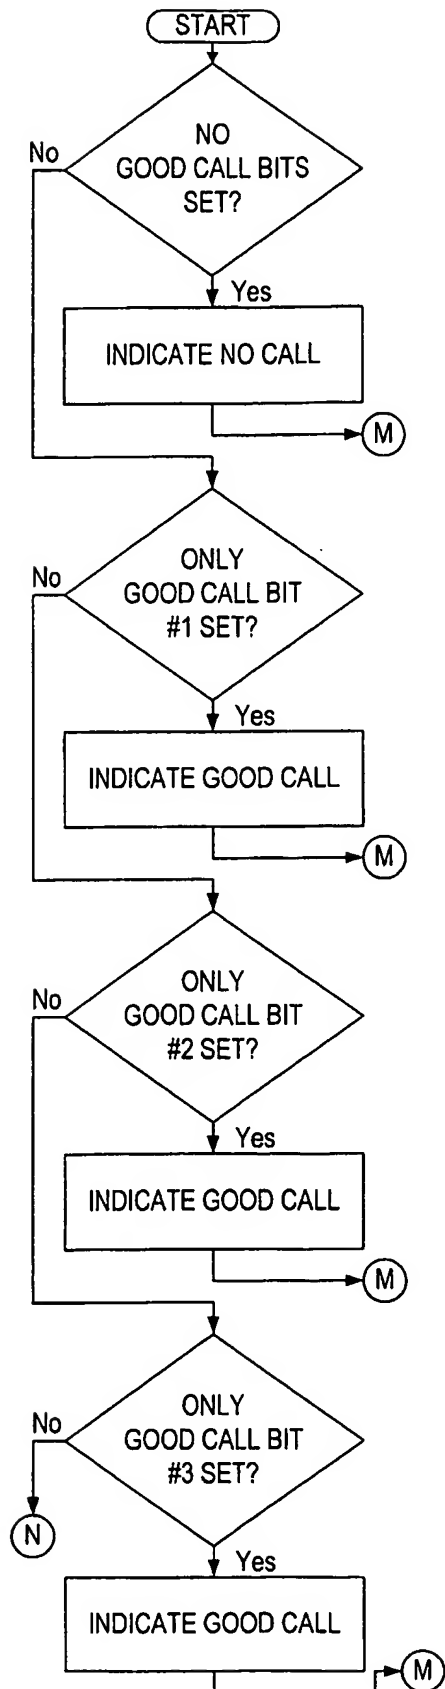 START
NO
GOOD CALL BITS
SET?
No
Yes
INDICATE NO CALL
M
ONLY
GOOD CALL BIT
#1 SET?
No
Yes
INDICATE GOOD CALL
M
ONLY
GOOD CALL BIT
#2 SET?
No
Yes
INDICATE GOOD CALL
M
ONLY
GOOD CALL BIT
#3 SET?
No
N
Yes
INDICATE GOOD CALL
M